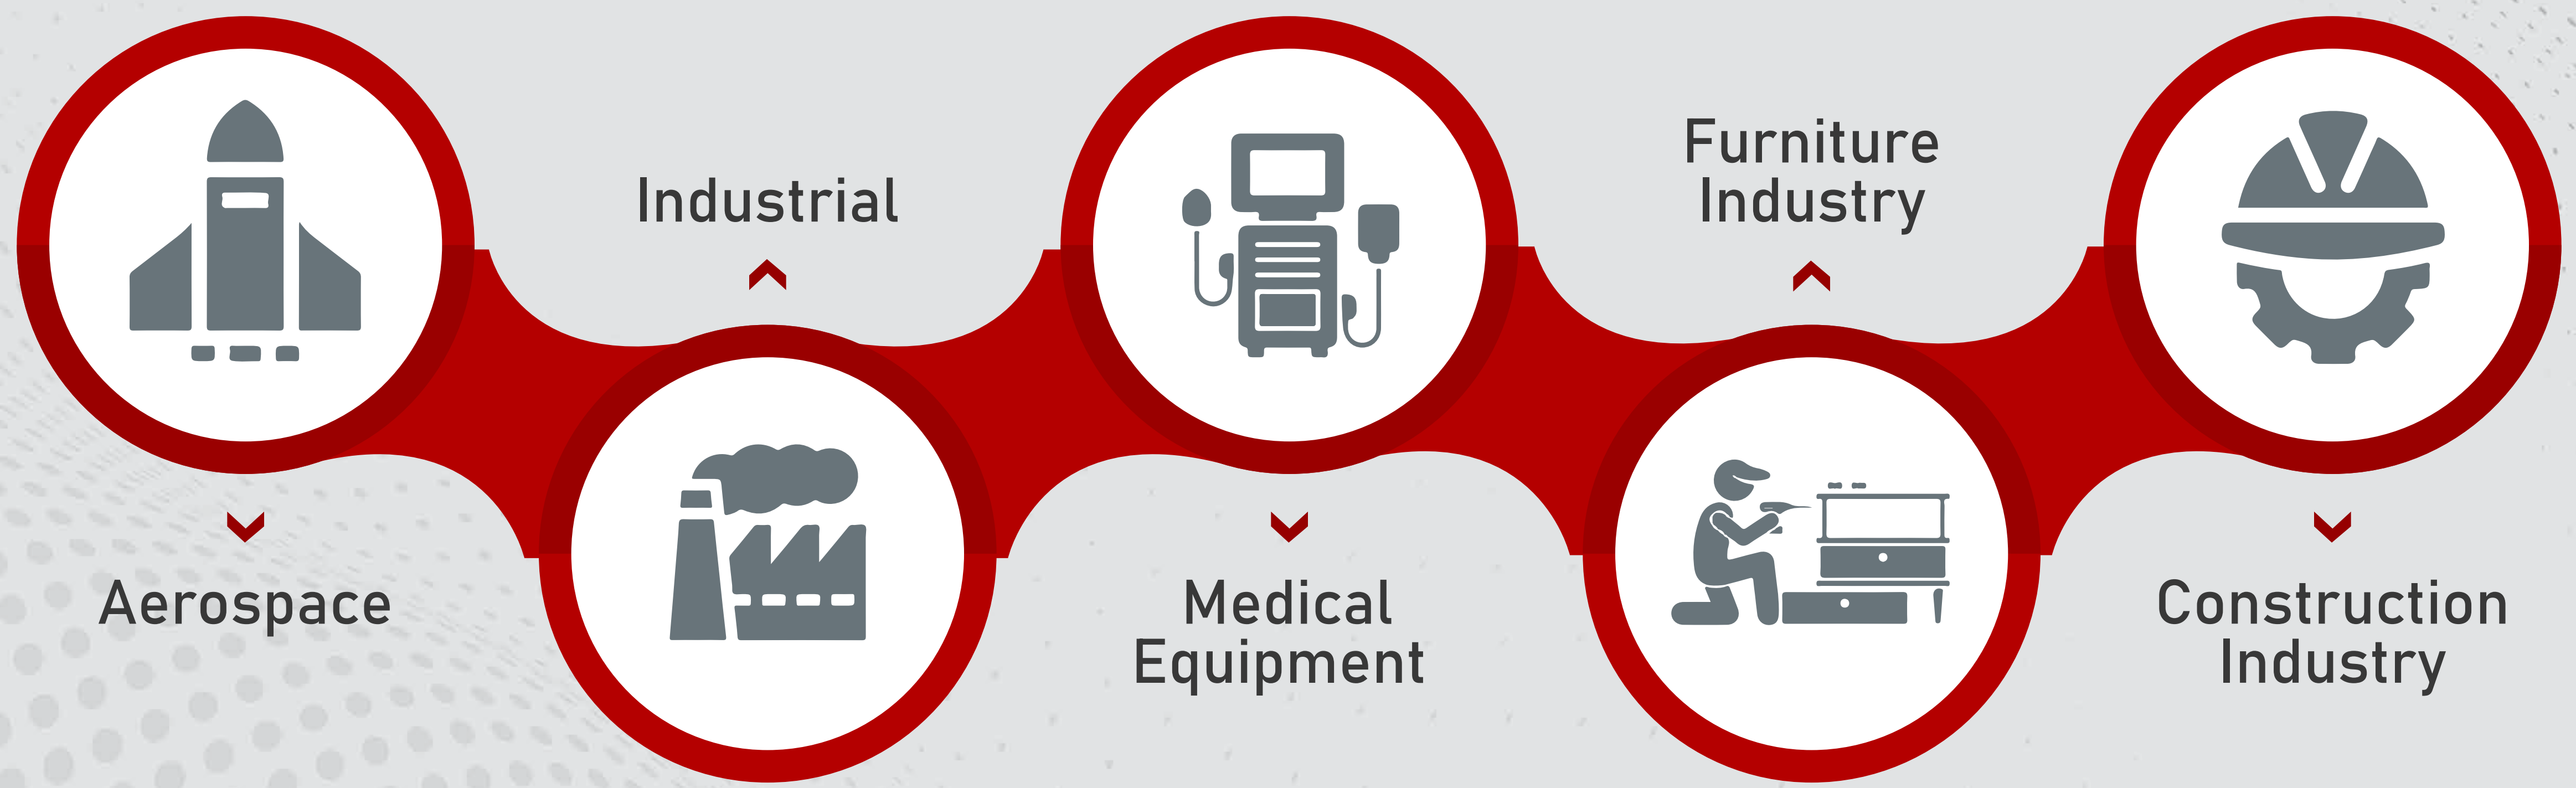 Aerospace
Industrial
Medical
Equipment
Furniture
Industry
Construction
Industry